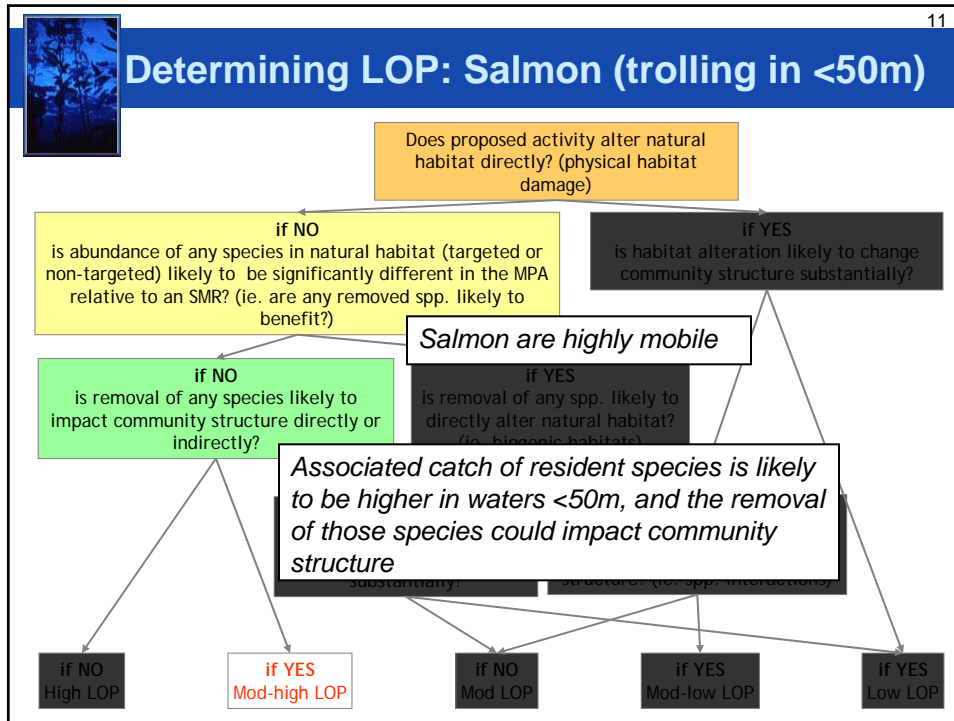 11
Determining LOP: Salmon (trolling in <50m)
Does proposed activity alter natural
habitat directly? (physical habitat
damage)
if NO
is abundance of any species in natural habitat (targeted or
non-targeted) likely to be significantly different in the MPA
relative to an SMR? (ie. are any removed spp. likely to
benefit?)
if YES
is habitat alteration likely to change
community structure substantially?
Salmon are highly mobile
if NO
is removal of any species likely to
impact community structure directly or
indirectly?
if YES
is removal of any spp. likely to
directly alter natural habitat?
(ie. biogenic habitats)
Associated catch of resident species is likely
to be higher in waters <50m, and the removal
of those species could impact community
structure
substantially?
structure? (ie. spp. interactions)
if NO
High LOP
if YES
Mod-high LOP
if NO
Mod LOP
if YES
Mod-low LOP
if YES
Low LOP